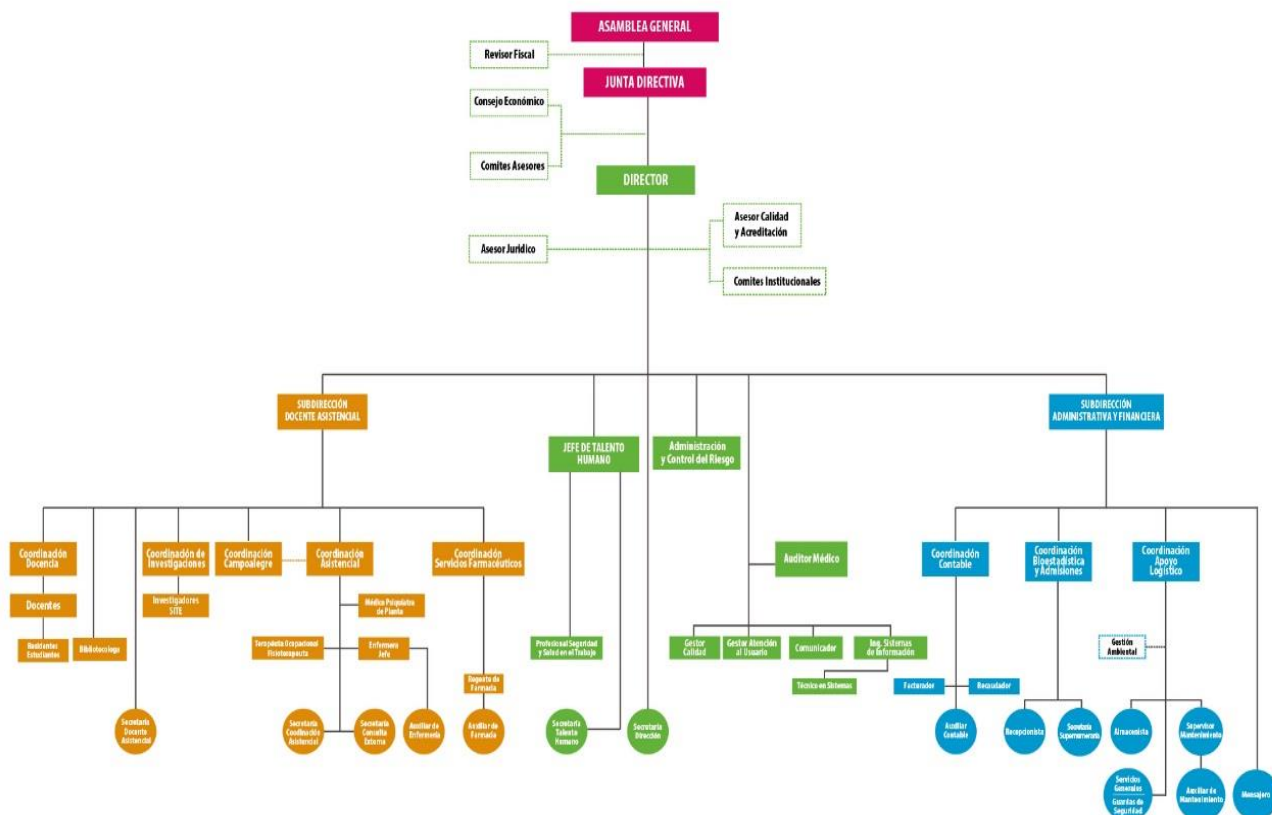 ASAMBLEA GENERAL
Revisor Fiscal
JUNTA DIRECTIVA
Consejo Económico
Comites Asesores
DIRECTOR
Asesor Calidad
y Acreditación
Asesor Jurídico
Comites Institucionales
SUBDIRECCIÓN
DOCENTE ASISTENCIAL
SUBDIRECCIÓN
ADMINISTRATIVA Y FINANCIERA
JEFE DE TALENTO
HUMANO
Administración
y Control del Riesgo
Coordinación
Docencia
Coordinación de
Investigaciones
Coordinación
Campoalegre
Coordinación
Asistencial
Coordinación
Servicios Farmacéuticos
Auditor Médico
Coordinación
Contable
Coordinación
Bioestadística
y Admisiones
Coordinación
Apoyo
Logístico
Docentes
Investigadores
SITE
Médico Psiquiatra
de Planta
Residentes
Estudiantes
Bibliotecologo
Terapéuta Ocupacional
Fisioterapeuta
Enfermero
Jefe
Profesional Seguridad
y Salud en el Trabajo
Gestor
Calidad
Gestor Atención
al Usuario
Comunicador
Ing. Sistemas
de Información
Gestión
Ambiental
Regente de
Farmacia
Técnico en Sistemas
Facturador
Recaudador
Secretaria
Docente
Asistencial
Secretaria
Coordinación
Asistencial
Secretaria
Consulta
Externa
Auxiliar de
Enfermería
Auxiliar de
Farmacia
Secretaria
Talento
Humano
Secretaria
Dirección
Auxiliar
Contable
Recepcionista
Secretaria
Supernumeraria
Almacenista
Supervisor
Mantenimiento
Servicios
Generales
Guardas de
Seguridad
Auxiliar de
Mantenimiento
Mensajero